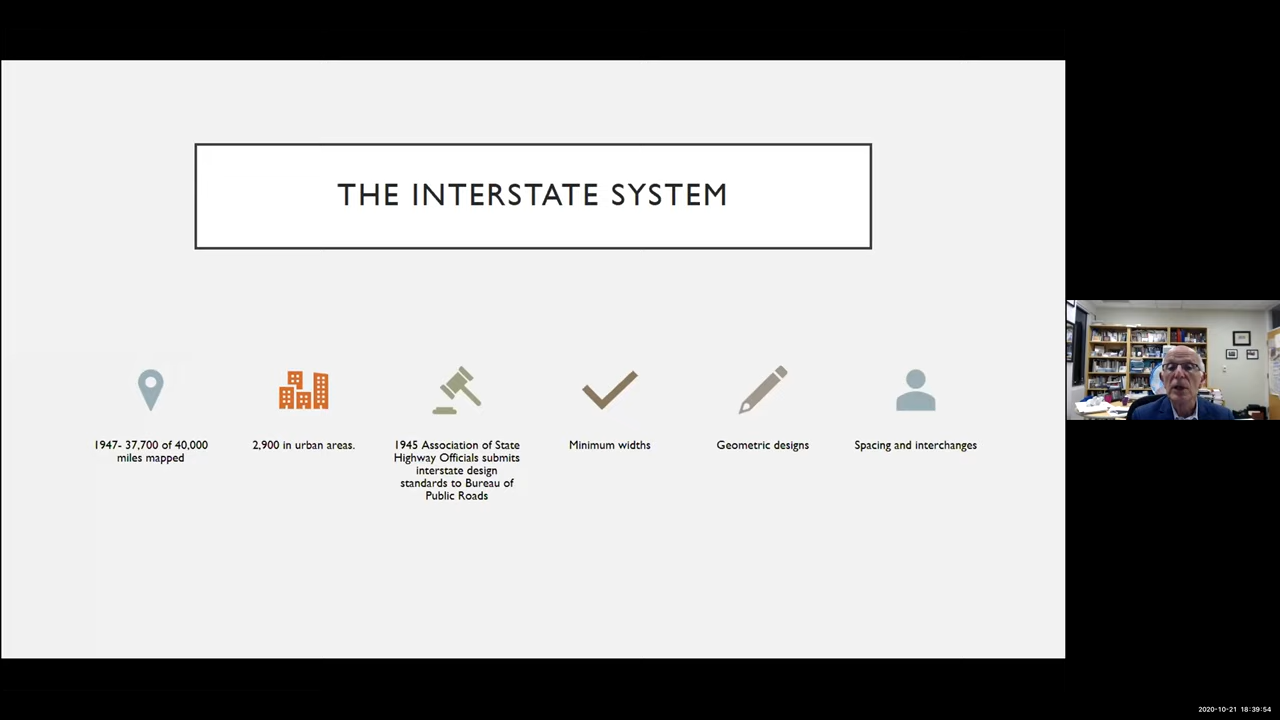 THE INTERSTATE SYSTEM
1947- 37,700 of 40,000
miles mapped
2,900 in urban areas.
1945 Association of State
Highway Officials submits
interstate design
standards to Bureau of
Public Roads
Minimum widths
Geometric designs
Spacing and interchanges
2020-10-21 18:39:54